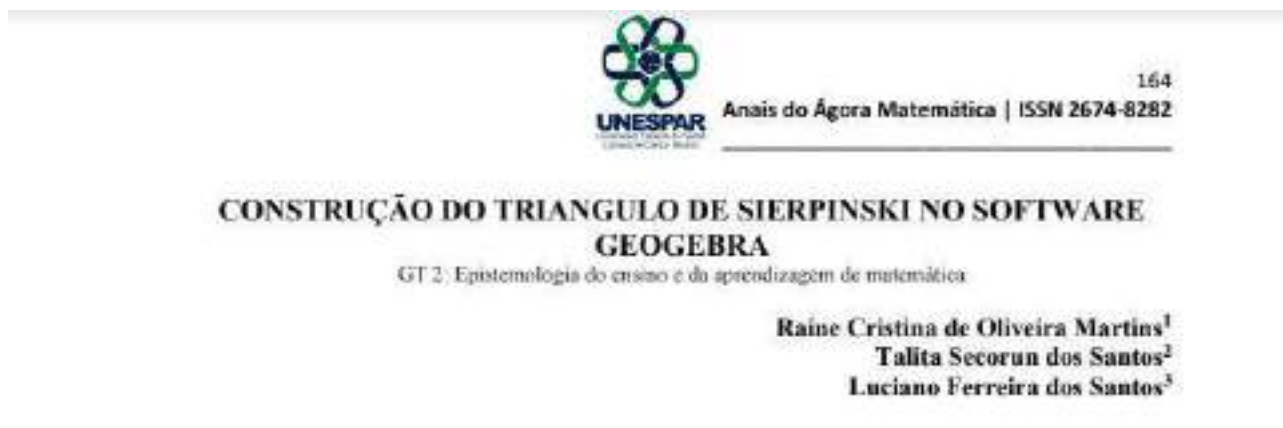 164
Anais do Ágora Matemática | ISSN 2674-8282
UNESPAR
CONSTRUÇÃO DO TRIANGULO DE SIERPINSKI NO SOFTWARE
GEOGEBRA
GT 2: Epistemologia do ensino e da aprendizagem de matemática
Raine Cristina de Oliveira Martins¹
Talita Secorun dos Santos²
Luciano Ferreira dos Santos³